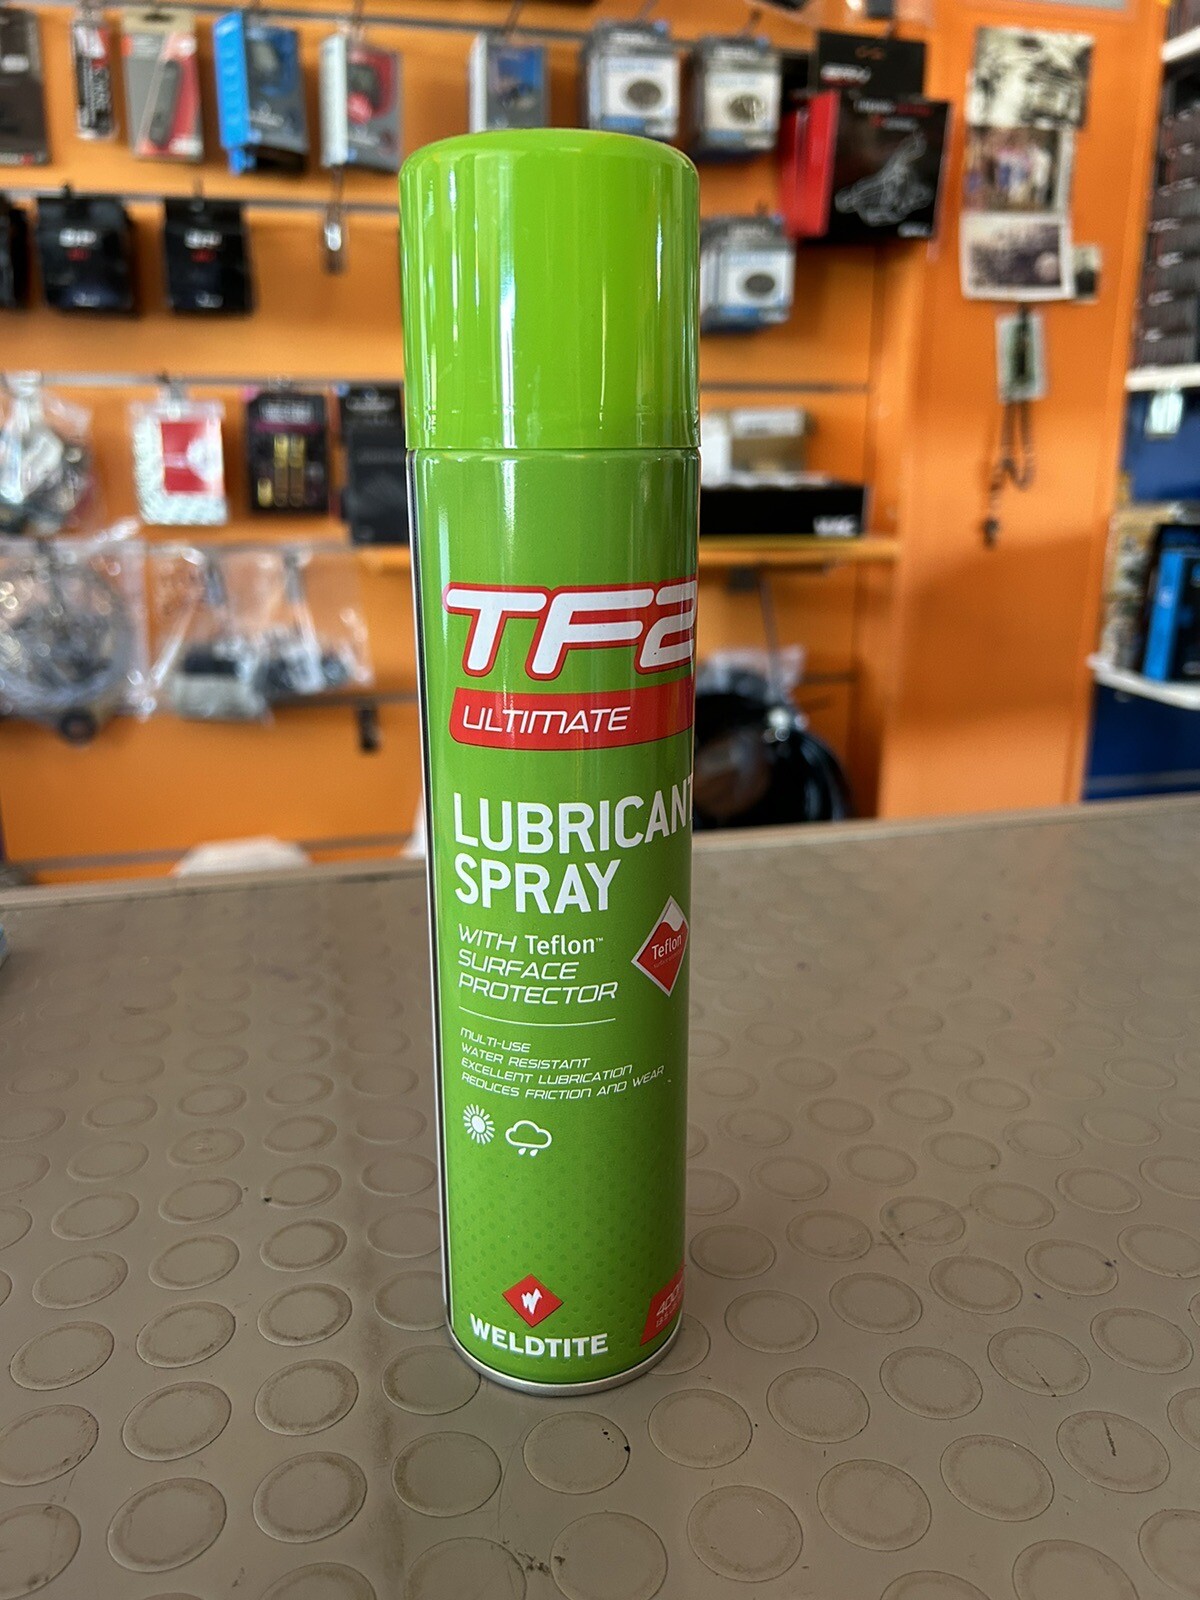 TF2
ULTIMATE
LUBRICANT
SPRAY
WITH Teflon™
SURFACE
PROTECTOR
Teflon
MULTI-USE
WATER RESISTANT
EXCELLENT LUBRICATION
REDUCES FRICTION AND WEAR
WELDTITE